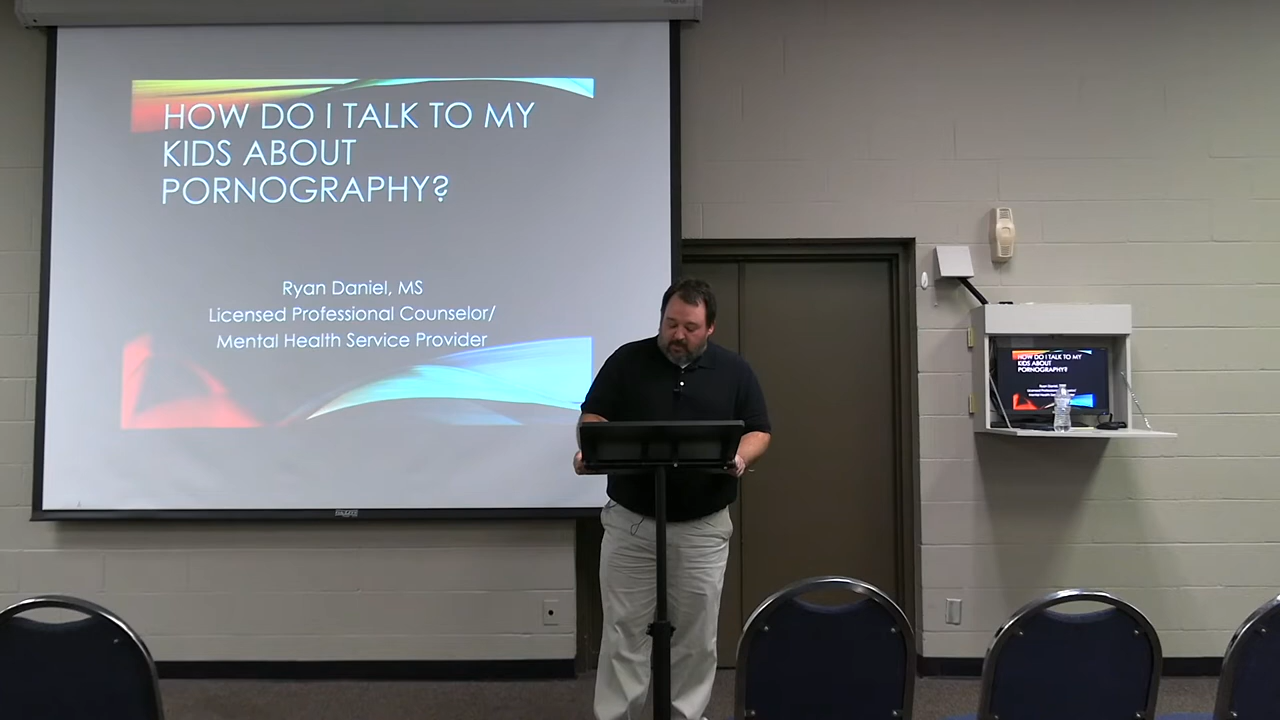 HOW DO I TALK TO MY
KIDS ABOUT
PORNOGRAPHY?
Ryan Daniel, MS
Licensed Professional Counselor/
Mental Health Service Provider
HOW DO I TALK TO MY
KIDS ABOUT
PORNOGRAPHY?